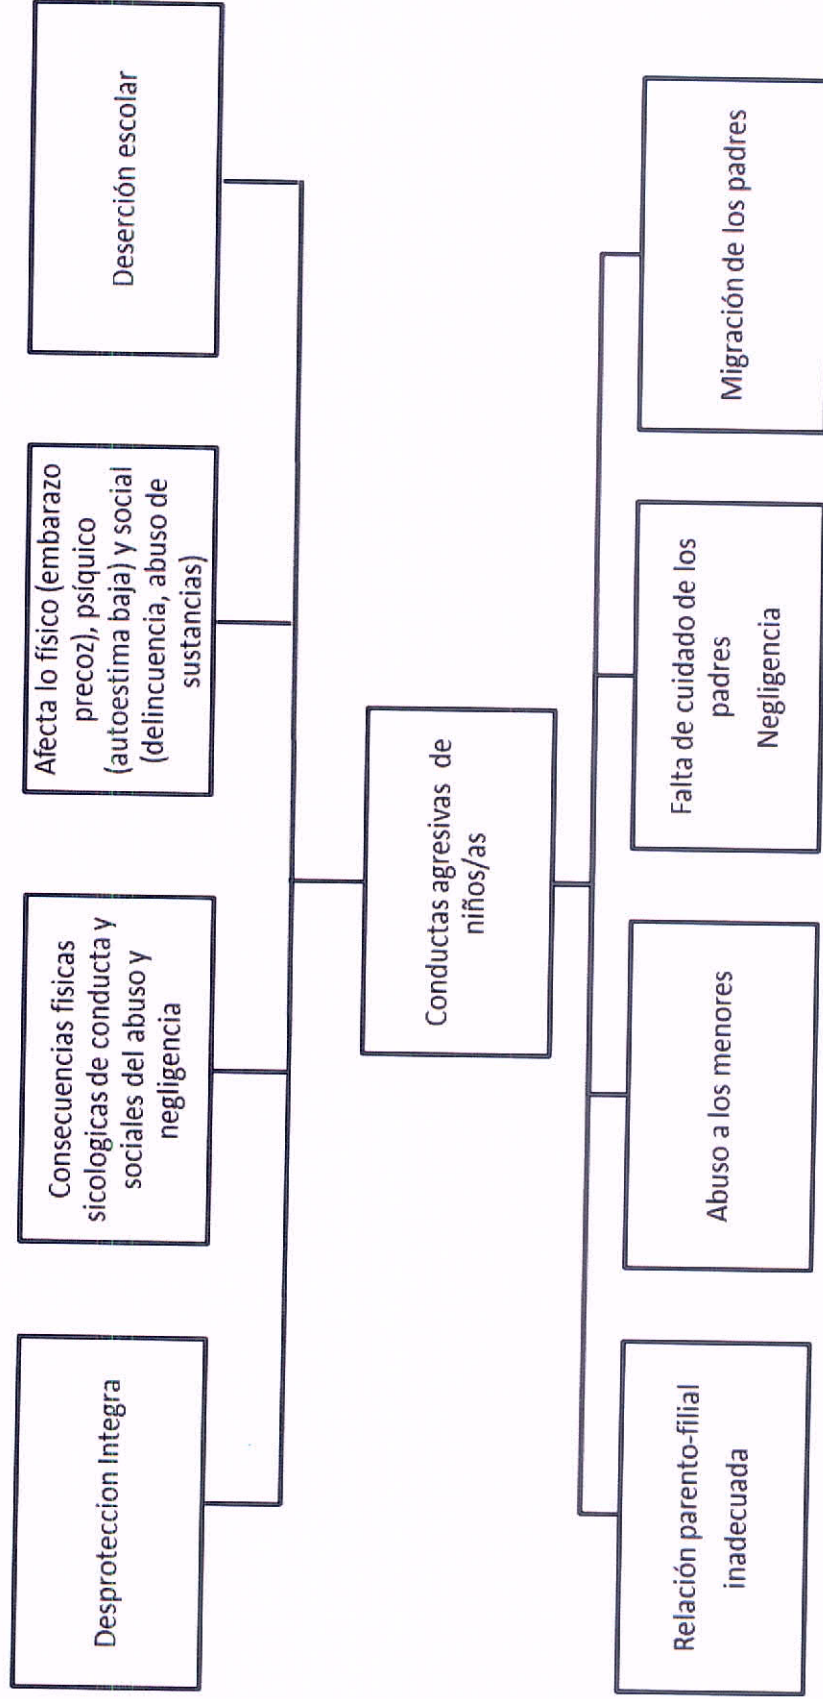 Desproteccion Integra
Consecuencias fisicas
sicologicas de conducta y
sociales del abuso y
negligencia
Afecta lo físico (embarazo
precoz), psíquico
(autoestima baja) y social
(delincuencia, abuso de
sustancias)
Deserción escolar
Conductas agresivas de
niños/as
Relación parento-filial
inadecuada
Abuso a los menores
Falta de cuidado de los
padres
Negligencia
Migración de los padres